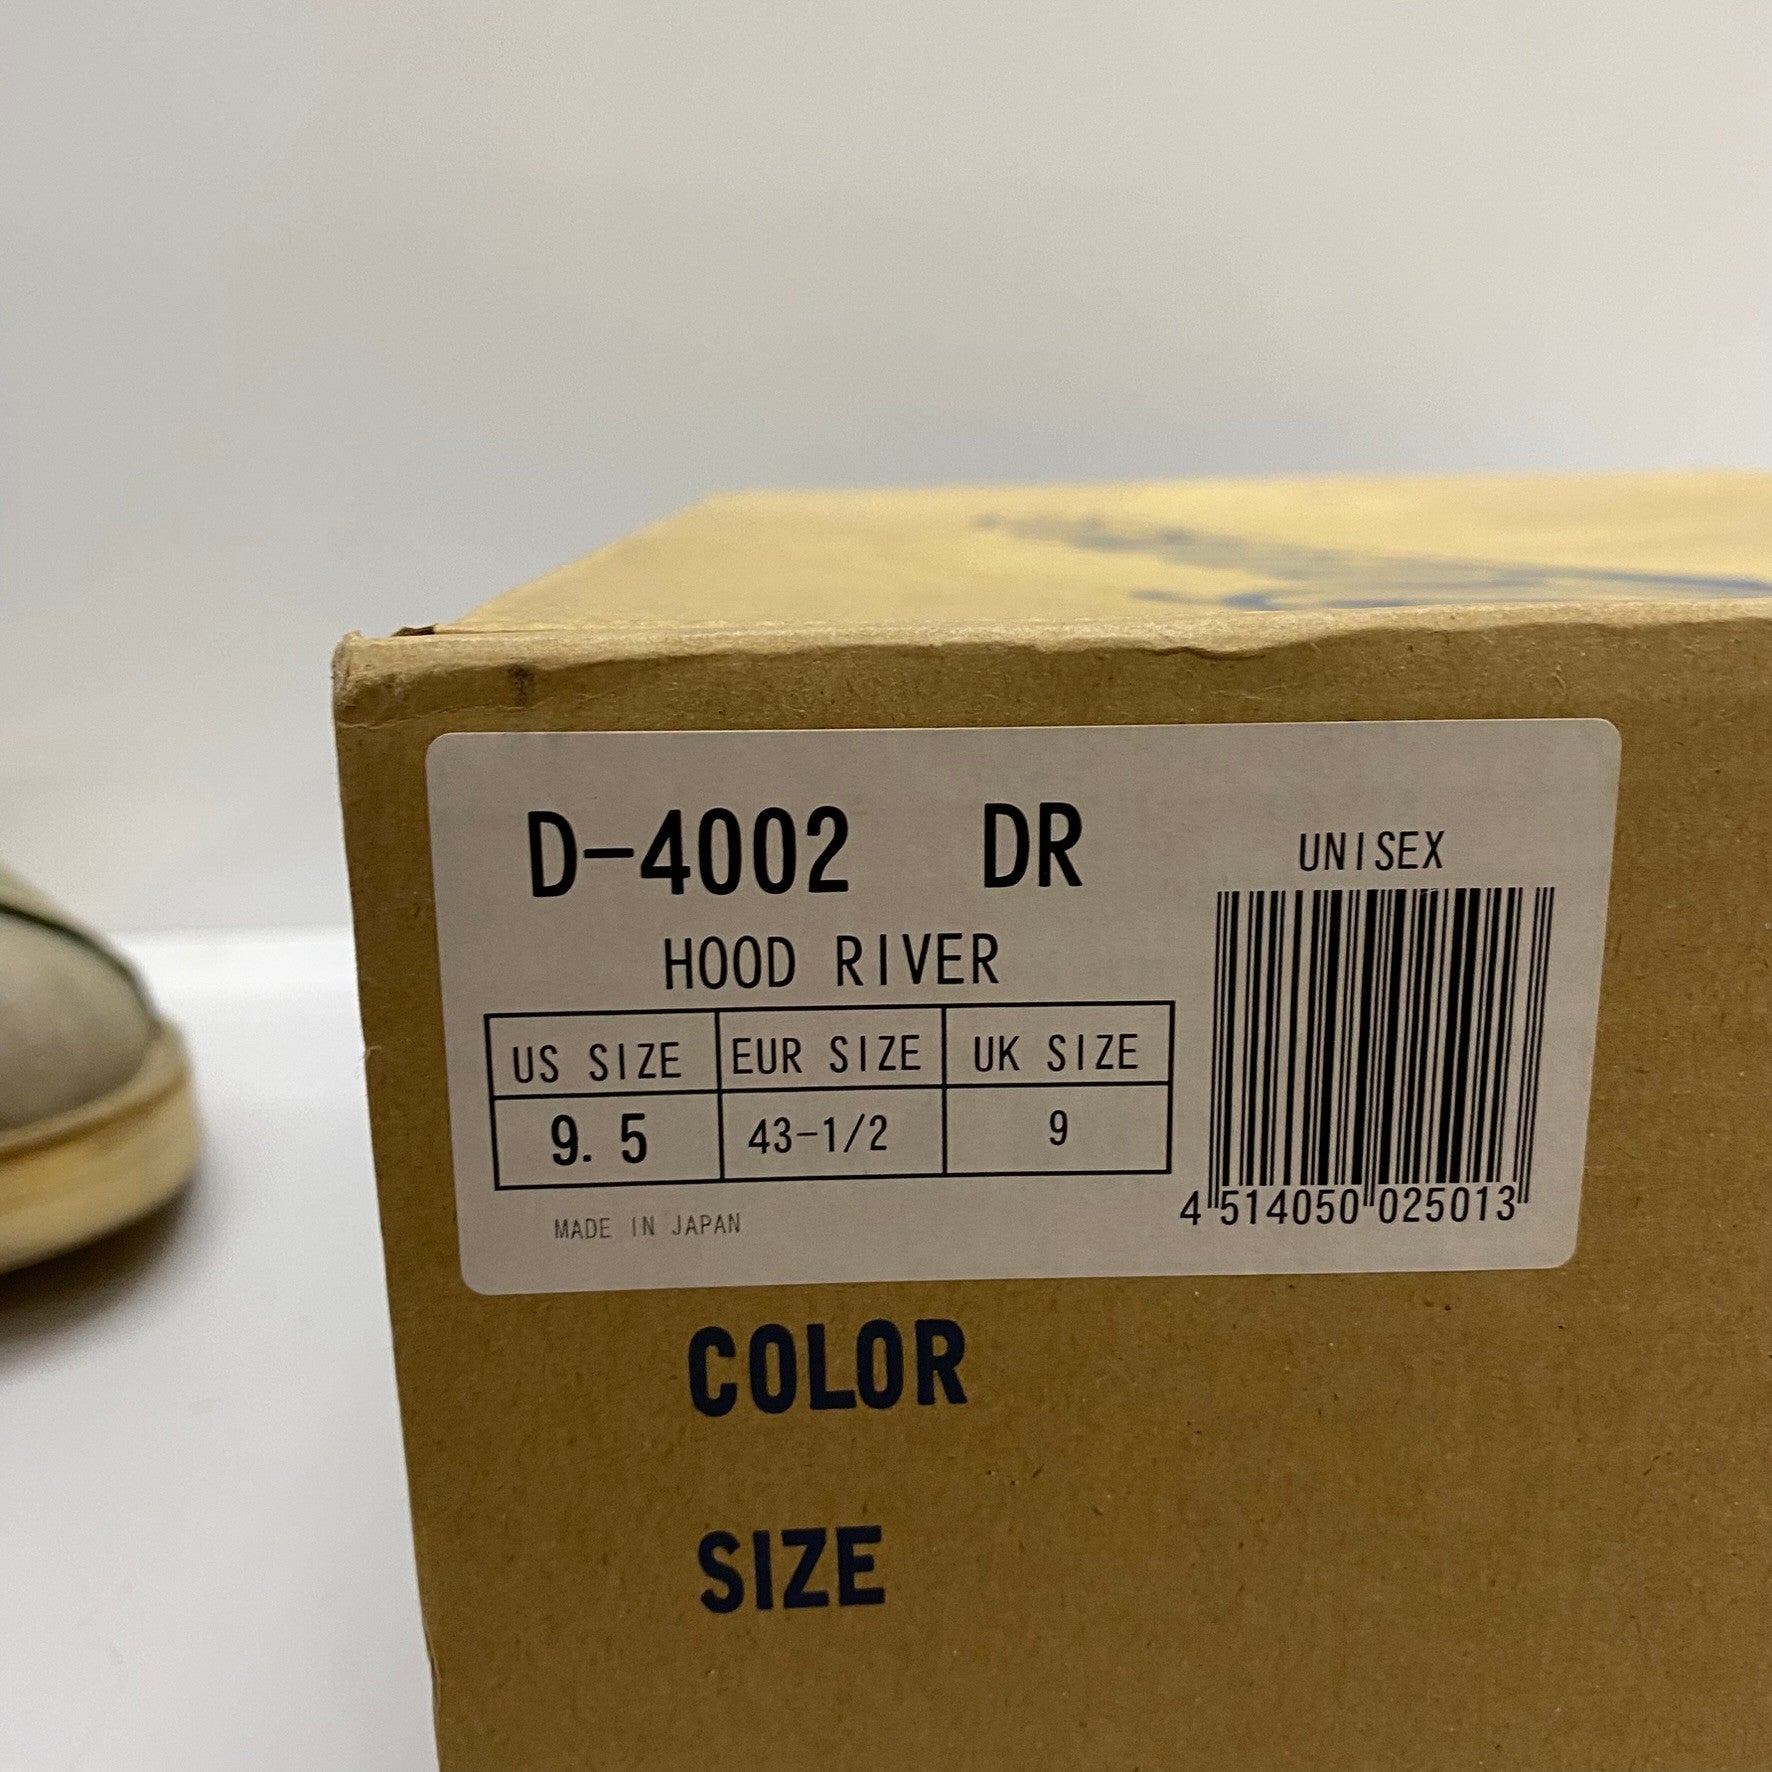 D-4002 DR
UNISEX
HOOD RIVER
US SIZE EUR SIZE UK SIZE
9.5 43-1/2 9
4 514050 025013
MADE IN JAPAN
COLOR
SIZE